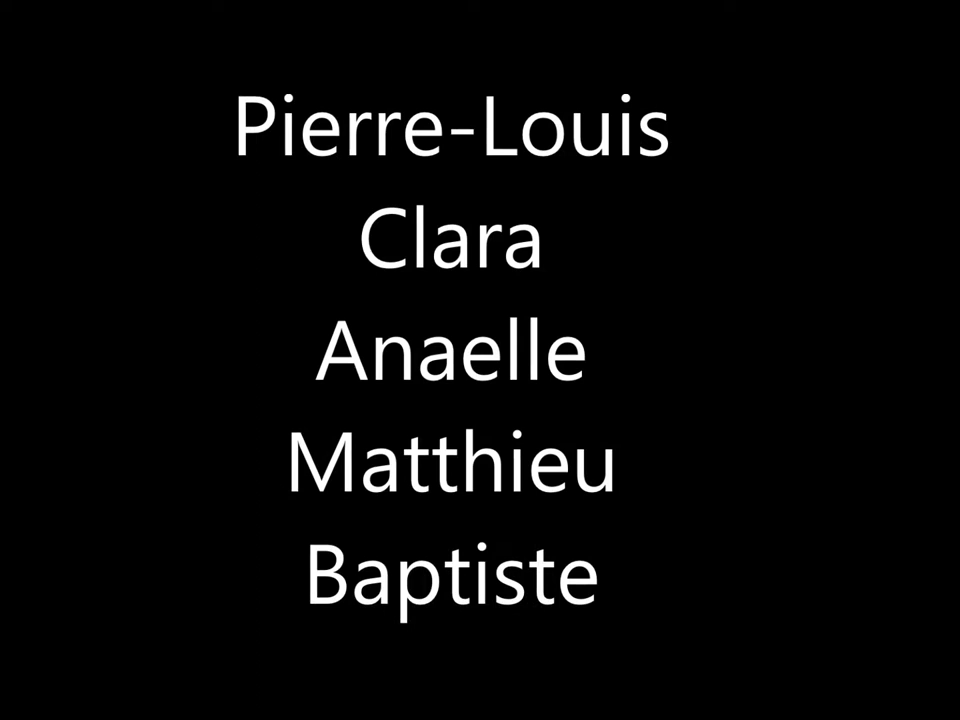 Pierre-Louis
Clara
Anaelle
Matthieu
Baptiste